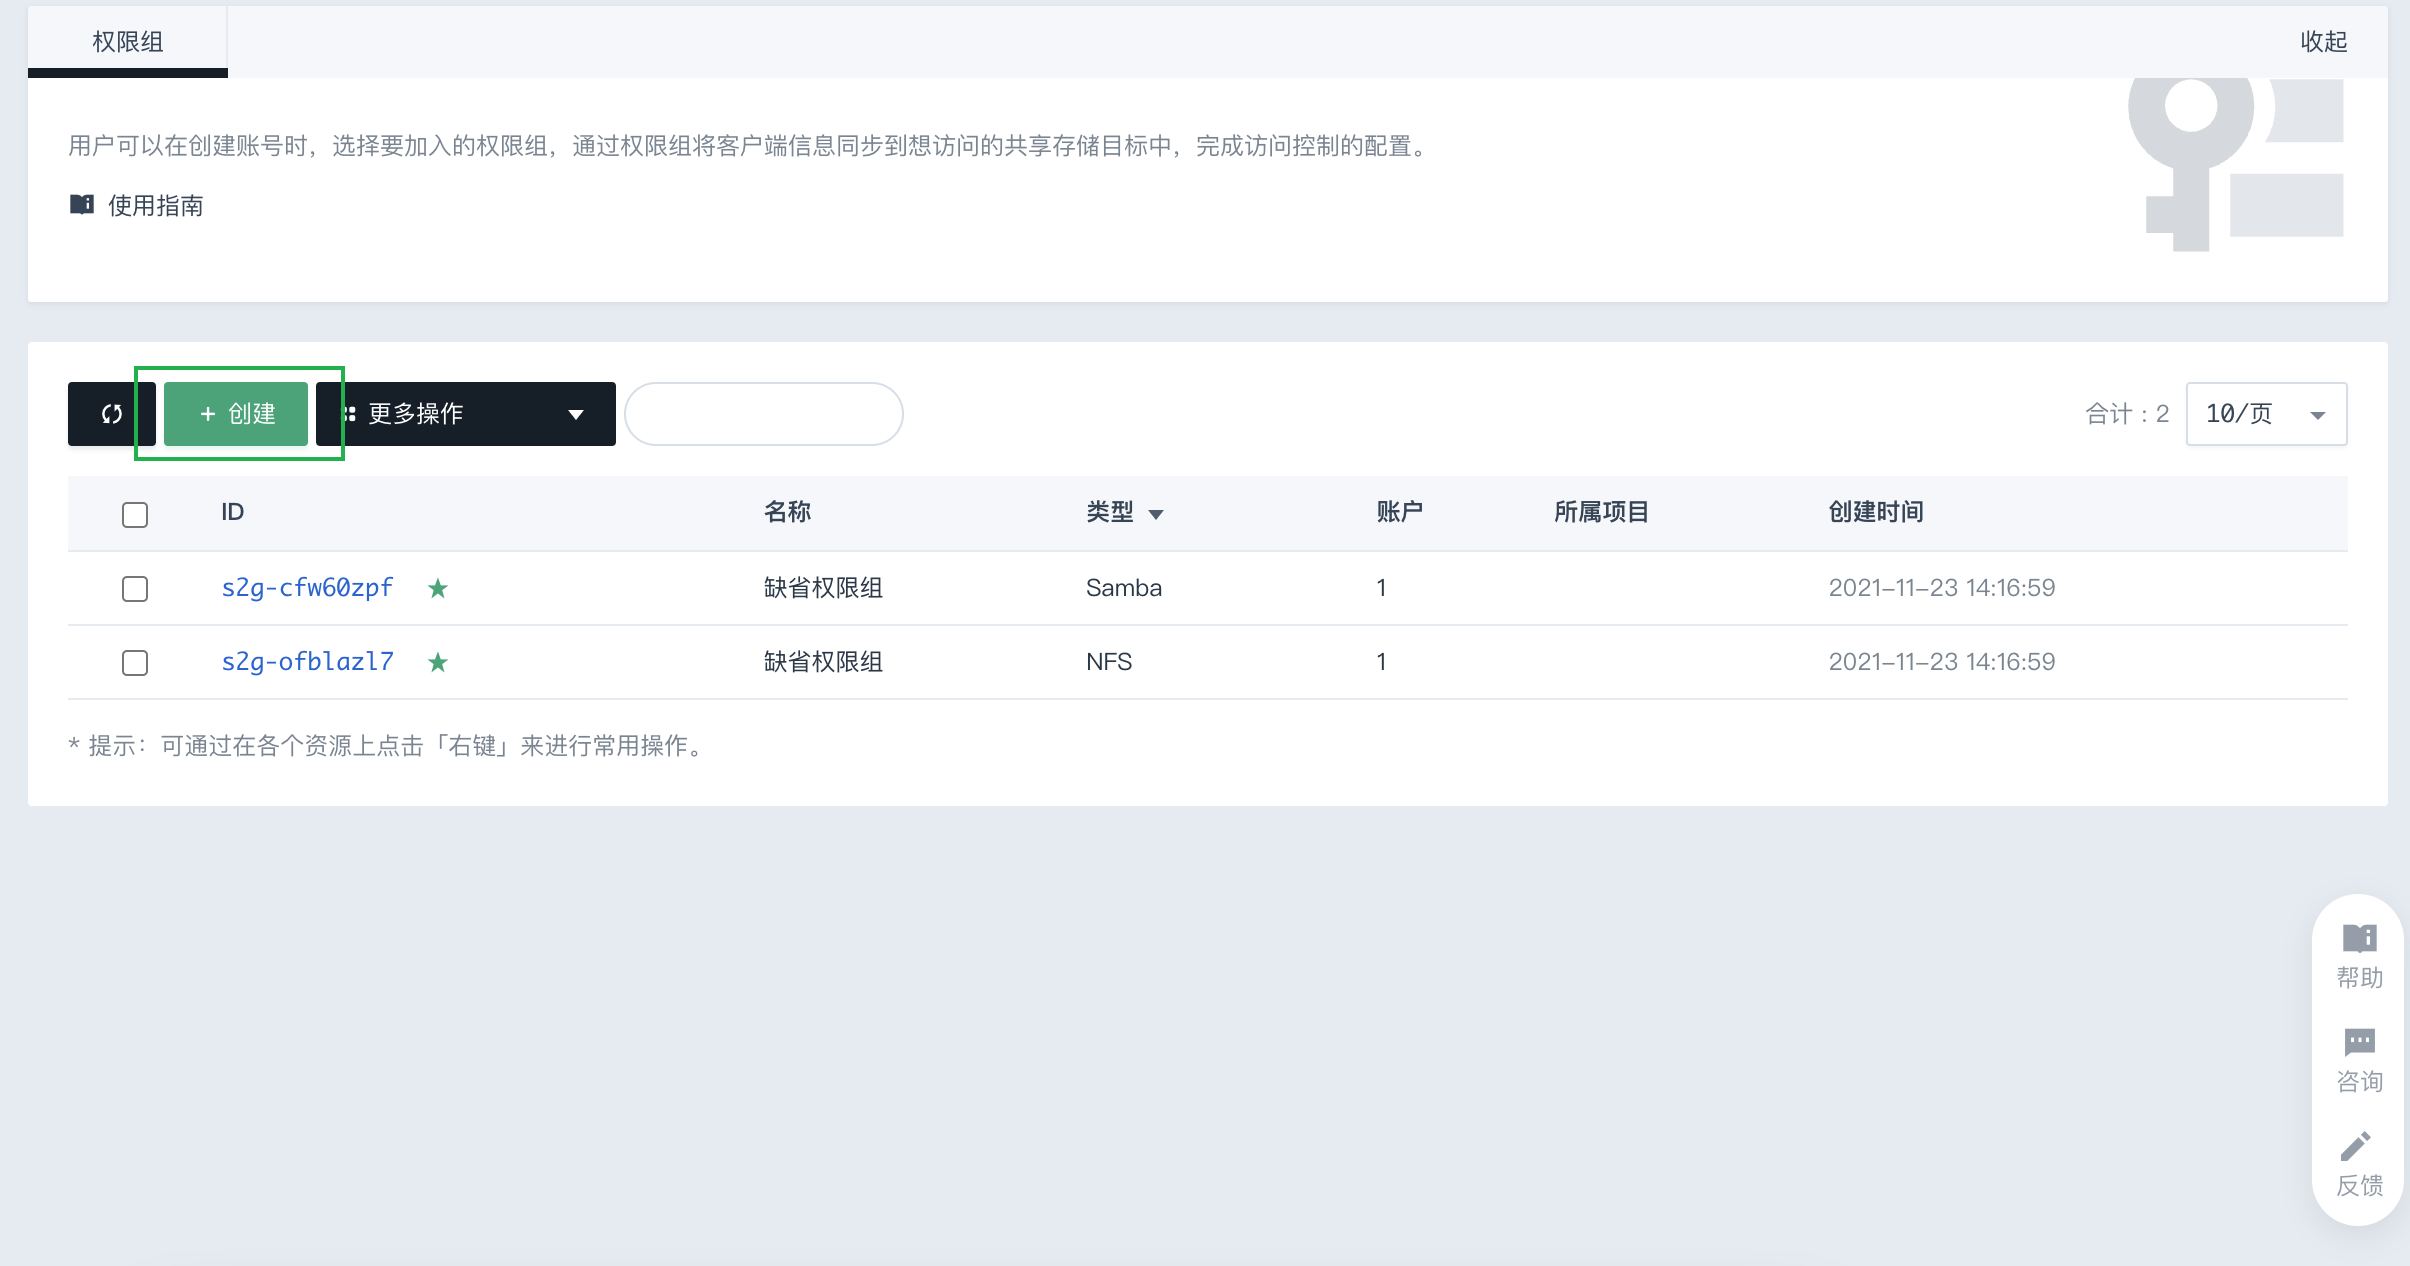 权限组
收起
用户可以在创建账号时，选择要加入的权限组，通过权限组将客户端信息同步到想访问的共享存储目标中，完成访问控制的配置。
使用指南
+ 创建
更多操作
合计：2
10/页
ID 名称 类型 账户 所属项目 创建时间
s2g-cfw60zpf 缺省权限组 Samba 1 2021-11-23 14:16:59
s2g-ofblazl7 缺省权限组 NFS 1 2021-11-23 14:16:59
* 提示：可通过在各个资源上点击「右键」来进行常用操作。
帮助
咨询
反馈